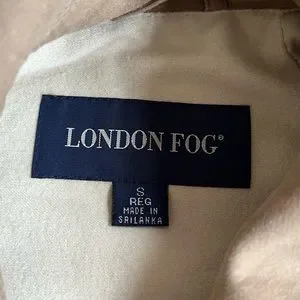 LONDON FOG®
S
REG
MADE IN
SRILANKA